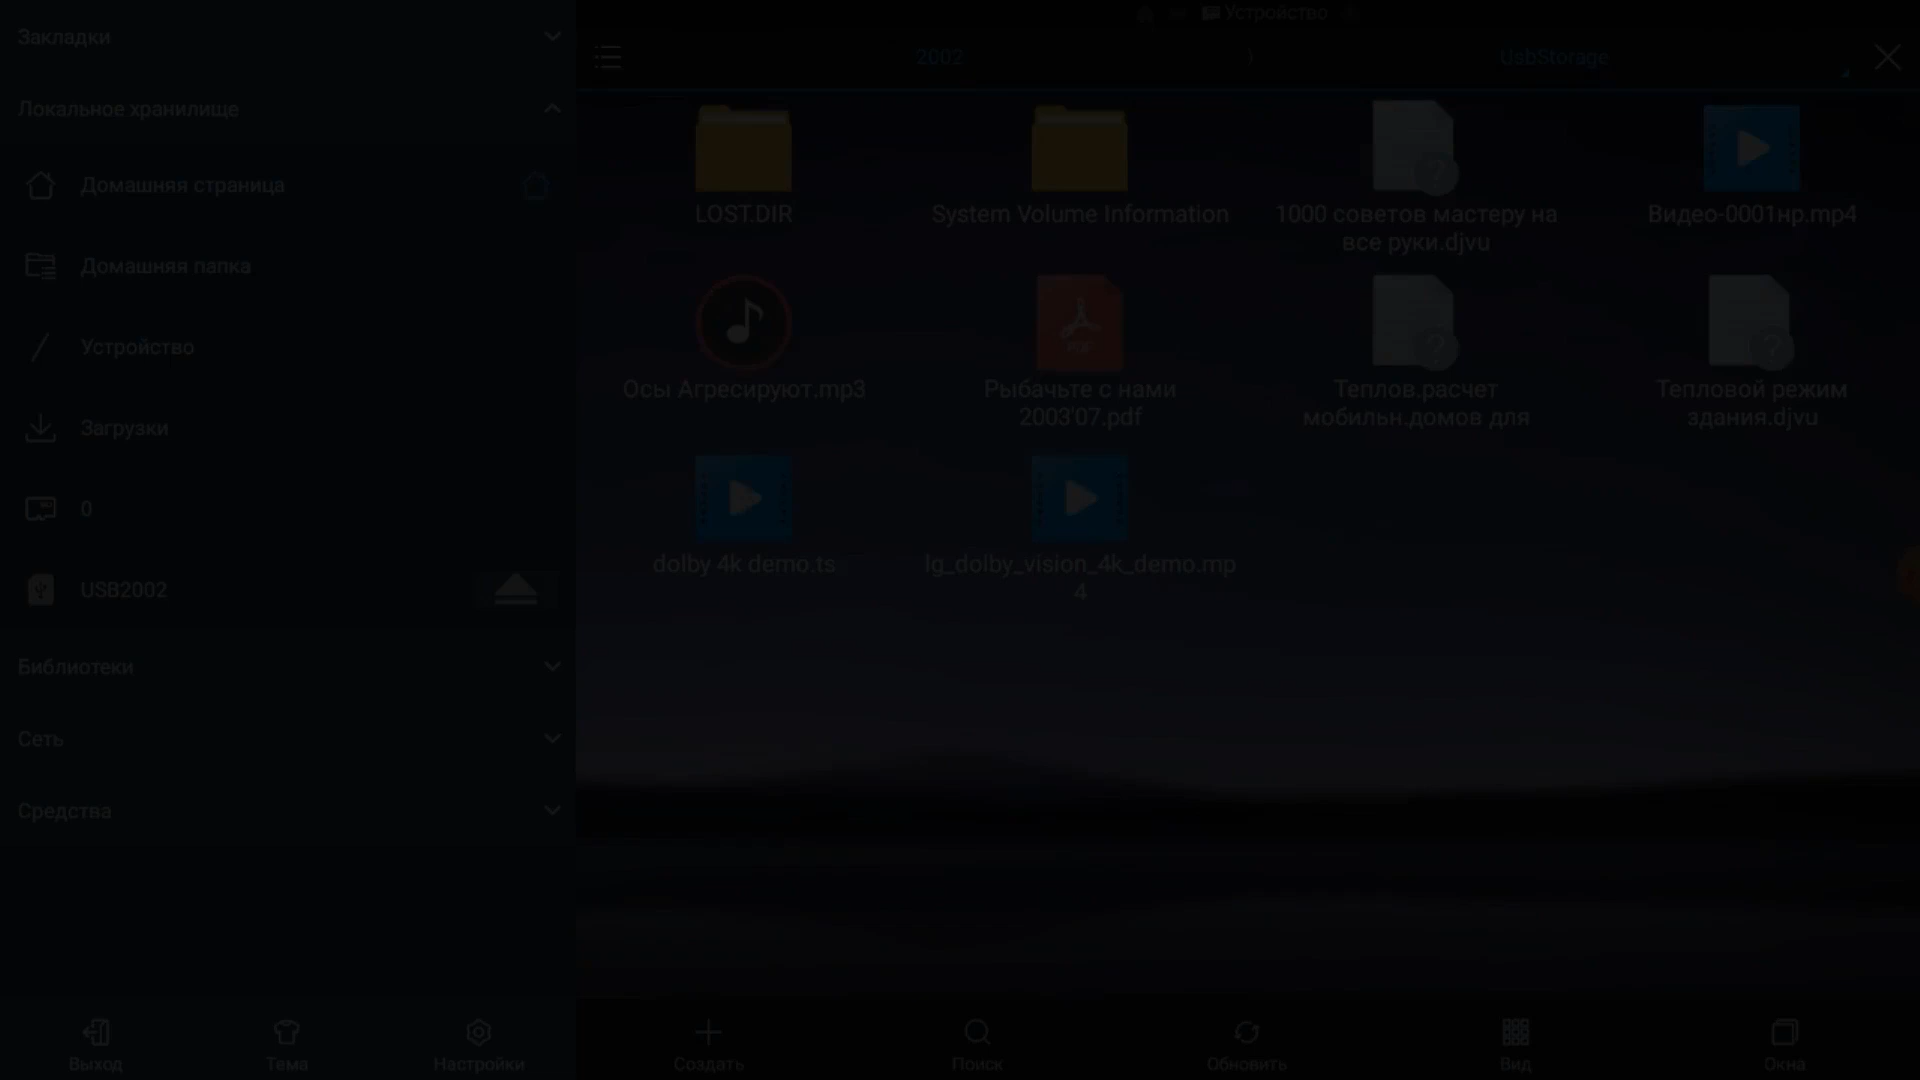 Закладки
Локальное хранилище
Домашняя страница
Домашняя папка
Устройство
Загрузки
0
USB2002
Библиотеки
Сеть
Средства
Выход
Тема
Настройки
Устройство
2002
UsbStorage
LOST.DIR
System Volume Information
1000 советов мастеру на
все руки.djvu
Видео-0001нр.mp4
Осы Агресируют.mp3
PDF
Рыбачьте с нами
2003'07.pdf
Теплов.расчет
мобильн.домов для
Тепловой режим
здания.djvu
dolby 4k demo.ts
lg_dolby_vision_4k_demo.mp
4
Создать
Поиск
Обновить
Вид
Окна